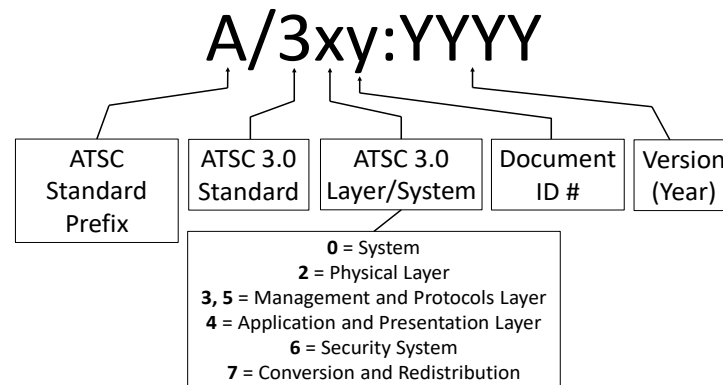 A/3xy:YYYY
ATSC
Standard
Prefix
ATSC 3.0
Standard
ATSC 3.0
Layer/System
Document
ID #
Version
(Year)
0 = System
2 = Physical Layer
3, 5 = Management and Protocols Layer
4 = Application and Presentation Layer
6 = Security System
7 = Conversion and Redistribution